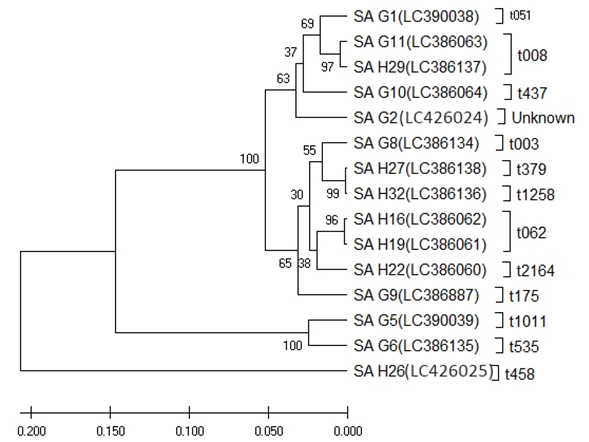 SA G1(LC390038) t051
69
SA G11(LC386063)
37
t008
97 SA H29(LC386137)
63
SA G10(LC386064) t437
SA G2(LC426024) Unknown
SA G8(LC386134) t003
55
100
SA H27(LC386138) t379
99 SA H32(LC386136) t1258
30
96 SA H16(LC386062)
t062
SA H19(LC386061)
65 38 SA H22(LC386060) t2164
SA G9(LC386887) t175
SA G5(LC390039) t1011
100 SA G6(LC386135) t535
SA H26(LC426025) t458
0.200 0.150 0.100 0.050 0.000